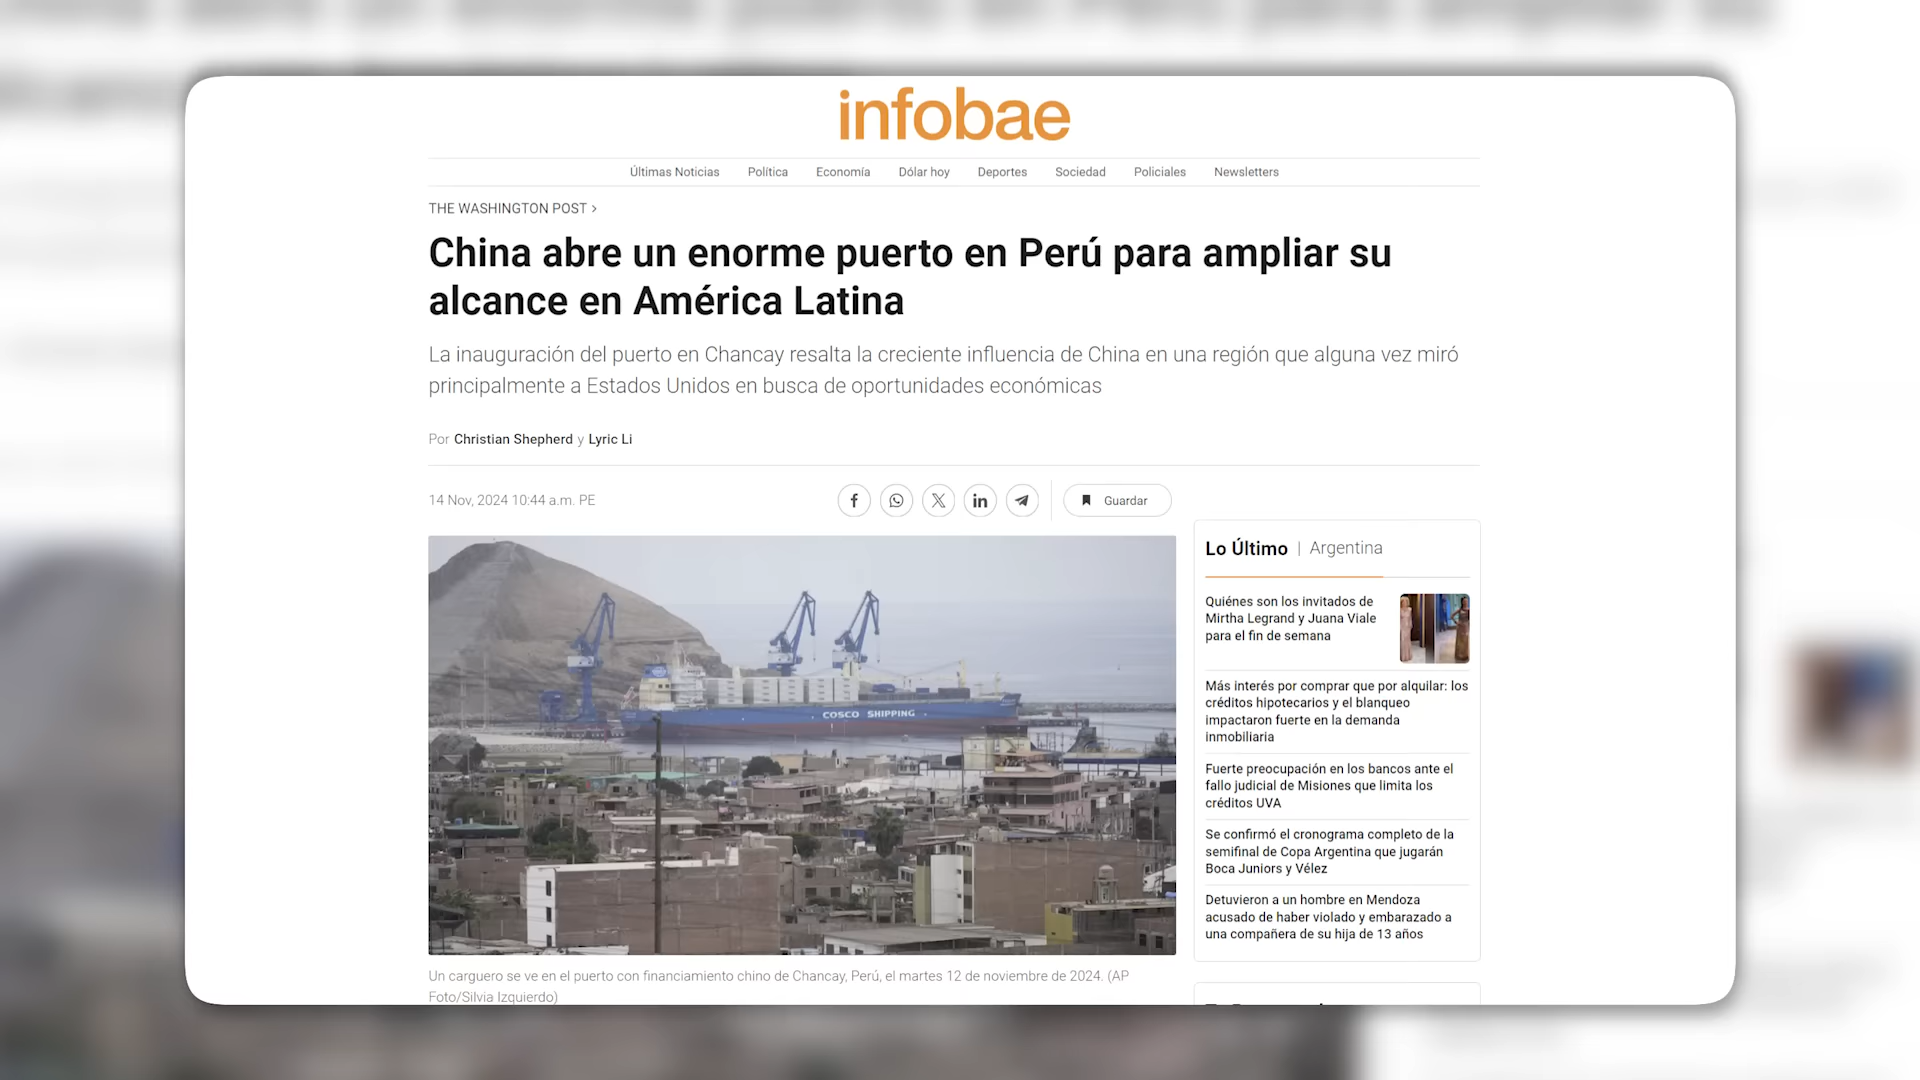 infobae
Últimas Noticias Política Economía Dólar hoy Deportes Sociedad Policiales Newsletters
THE WASHINGTON POST >
China abre un enorme puerto en Perú para ampliar su
alcance en América Latina
La inauguración del puerto en Chancay resalta la creciente influencia de China en una región que alguna vez miró
principalmente a Estados Unidos en busca de oportunidades económicas
Por Christian Shepherd y Lyric Li
14 Nov, 2024 10:44 a.m. PE
Guardar
COSCO SHIPPING
Un carguero se ve en el puerto con financiamiento chino de Chancay, Perú, el martes 12 de noviembre de 2024. (AP
Foto/Silvia Izquierdo)
Lo Último | Argentina
Quiénes son los invitados de
Mirtha Legrand y Juana Viale
para el fin de semana
Más interés por comprar que por alquilar: los
créditos hipotecarios y el blanqueo
impactaron fuerte en la demanda
inmobiliaria
Fuerte preocupación en los bancos ante el
fallo judicial de Misiones que limita los
créditos UVA
Se confirmó el cronograma completo de la
semifinal de Copa Argentina que jugarán
Boca Juniors y Vélez
Detuvieron a un hombre en Mendoza
acusado de haber violado y embarazado a
una compañera de su hija de 13 años